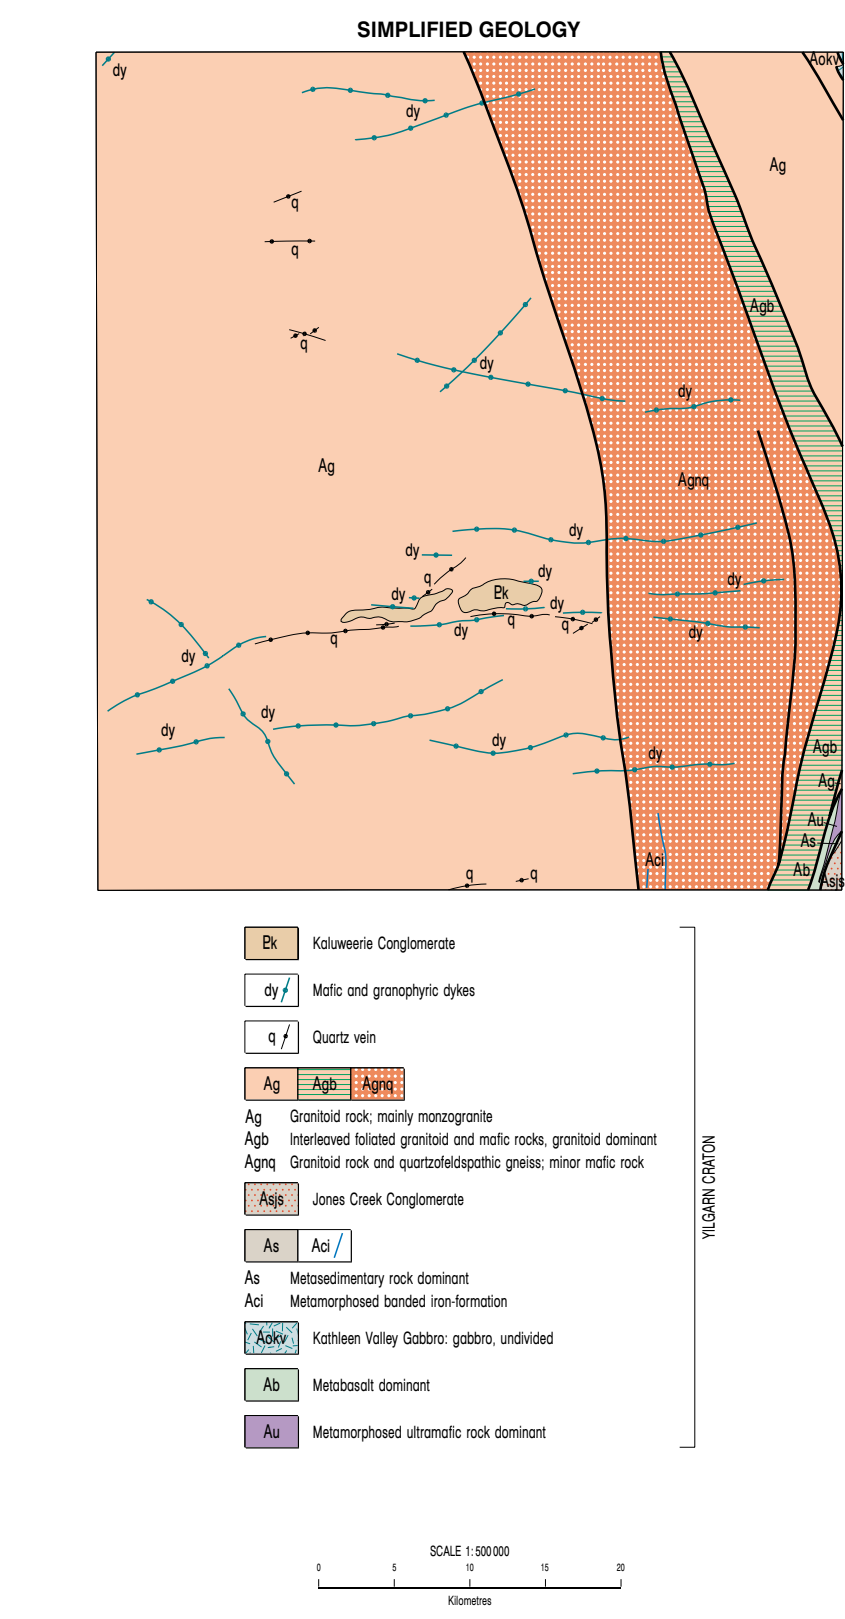 SIMPLIFIED GEOLOGY
Aokv
dy
dy
Ag
q
q
Agb
q
dy
dy
Ag
Agnq
dy
dy
q
dy
dy
dy
Pk
dy
q
q
dy
dy
q
dy
dy
dy
dy
Agb
dy
Ag
Au
As
Aci
Ab
q
q
Asjs
Pk Kaluweerie Conglomerate
dy Mafic and granophyric dykes
q Quartz vein
Ag Agb Agnq
Ag Granitoid rock; mainly monzogranite
Agb Interleaved foliated granitoid and mafic rocks, granitoid dominant
Agnq Granitoid rock and quartzofeldspathic gneiss; minor mafic rock
Asjs Jones Creek Conglomerate
As Aci
As Metasedimentary rock dominant
Aci Metamorphosed banded iron-formation
Aokv Kathleen Valley Gabbro: gabbro, undivided
Ab Metabasalt dominant
Au Metamorphosed ultramafic rock dominant
YILGARN CRATON
SCALE 1:500 000
0 5 10 15 20
Kilometres